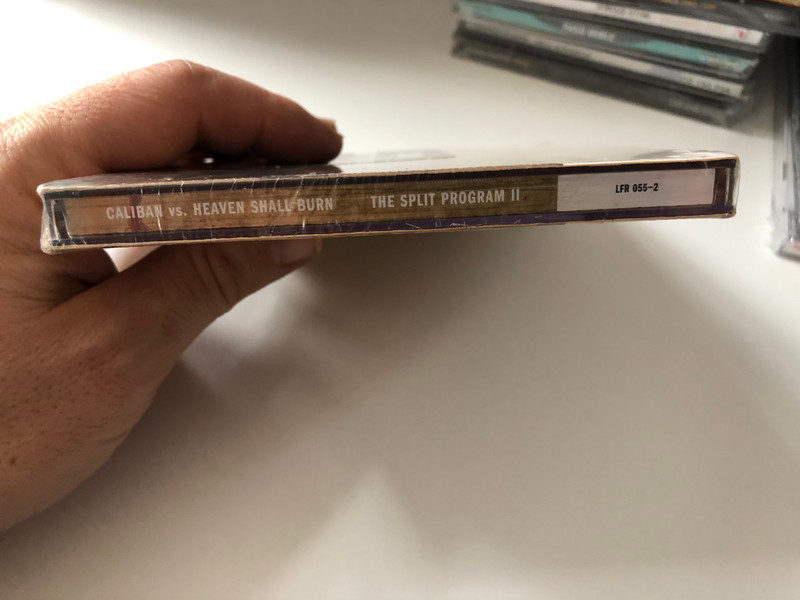 CALIBAN vs. HEAVEN SHALL BURN THE SPLIT PROGRAM II LFR 055-2